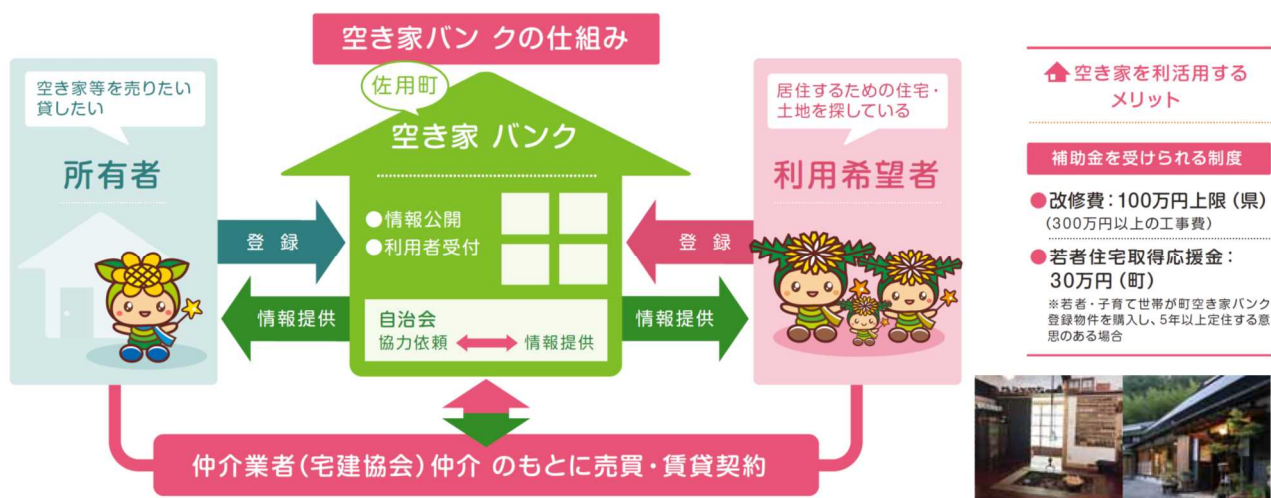 空き家バン クの仕組み
空き家等を売りたい
貸したい
所有者
佐用町
空き家 バンク
●情報公開
●利用者受付
自治会
協力依頼
情報提供
登 録
情報提供
登 録
情報提供
居住するための住宅・
土地を探している
利用希望者
仲介業者(宅建協会)仲介 のもとに売買・賃貸契約
空き家を利活用する
メリット
補助金を受けられる制度
●改修費:100万円上限(県)
(300万円以上の工事費)
●若者住宅取得応援金:
30万円(町)
※若者・子育て世帯が町空き家バンク
登録物件を購入し、5年以上定住する意
思のある場合